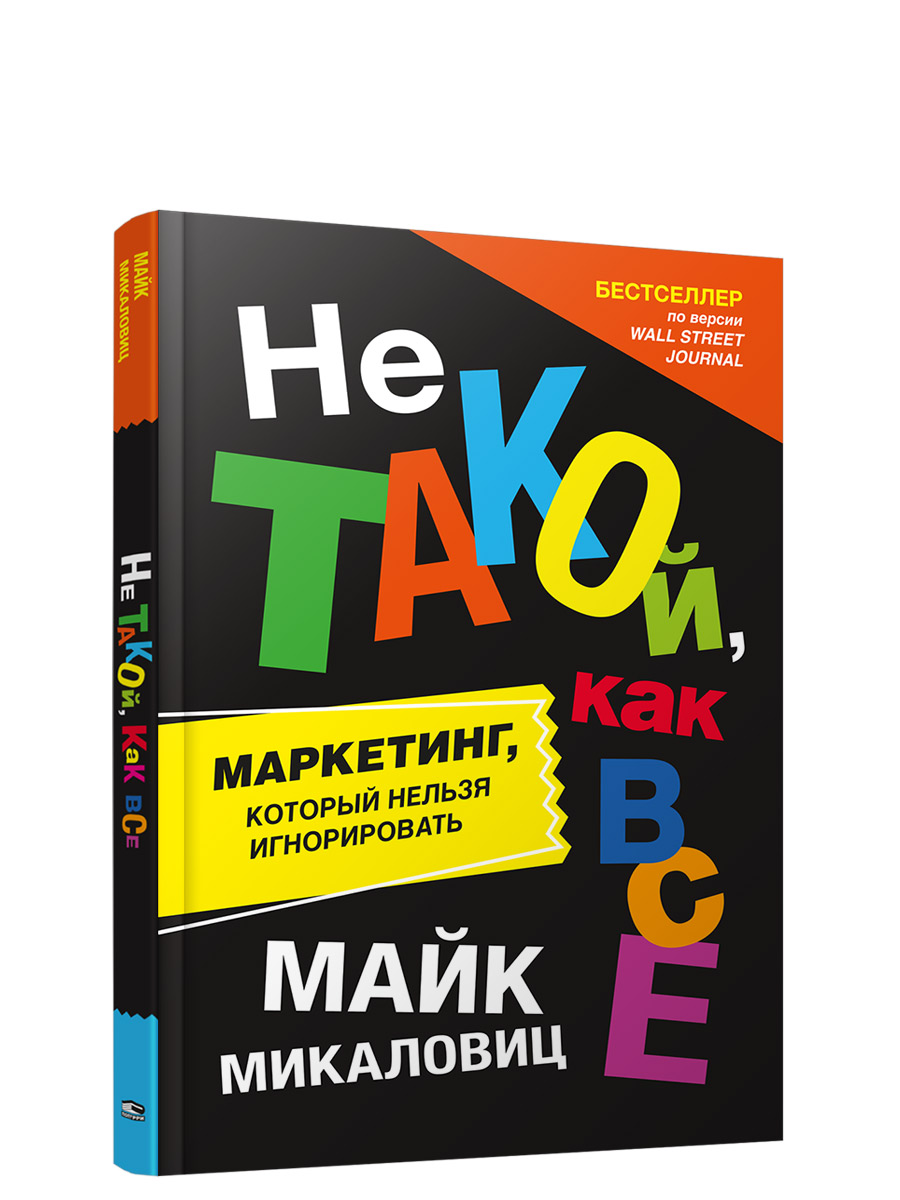 МАЙК
МИКАЛОВИЦ
Не ТАКОй, Как ВСЕ
БЕСТСЕЛЛЕР
по версии
WALL STREET
JOURNAL
Не
ТАКОй,
как
ВСЕ
МАРКЕТИНГ,
КОТОРЫЙ НЕЛЬЗЯ
ИГНОРИРОВАТЬ
МАЙК
МИКАЛОВИЦ